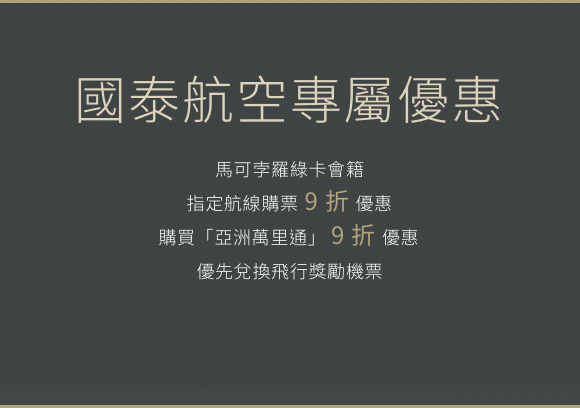 國泰航空專屬優惠
馬可孛羅綠卡會籍
指定航線購票 9 折 優惠
購買「亞洲萬里通」 9 折 優惠
優先兌換飛行獎勵機票